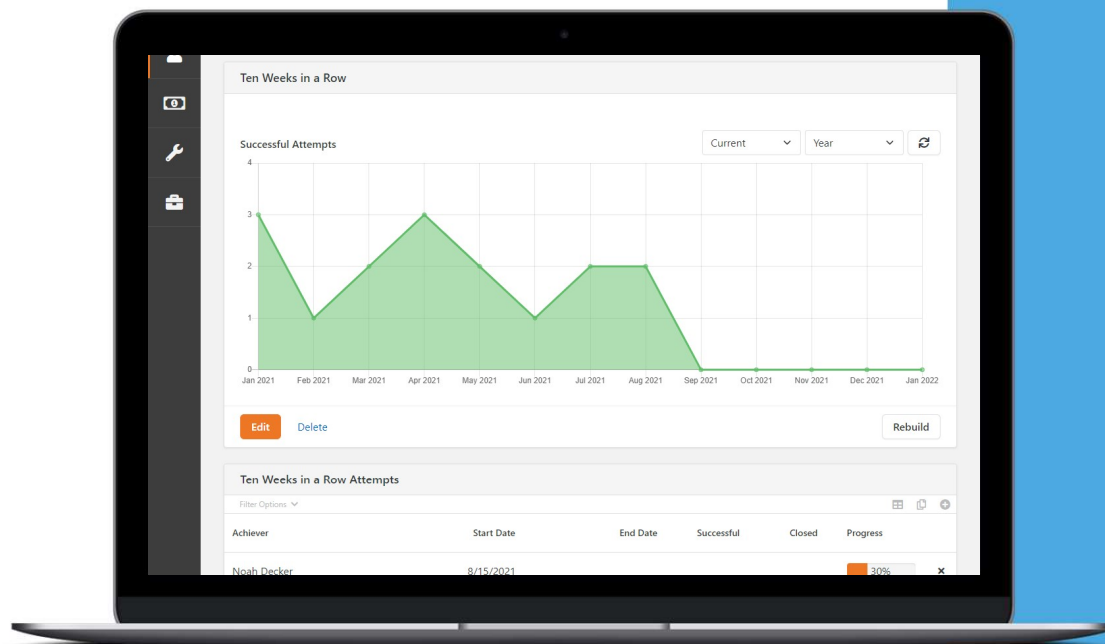 Ten Weeks in a Row
Successful Attempts
Current
Year
4
3
2
1
0
Jan 2021 Feb 2021 Mar 2021 Apr 2021 May 2021 Jun 2021 Jul 2021 Aug 2021 Sep 2021 Oct 2021 Nov 2021 Dec 2021 Jan 2022
Edit Delete Rebuild
Ten Weeks in a Row Attempts
Filter Options
Achiever Start Date End Date Successful Closed Progress
Noah Decker 8/15/2021 30%